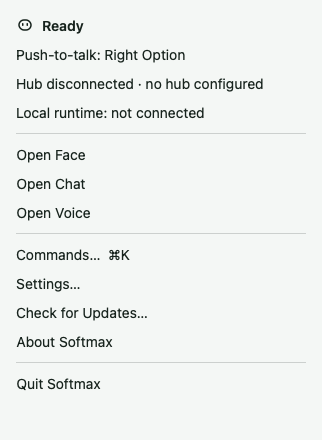 Ready
Push-to-talk: Right Option
Hub disconnected · no hub configured
Local runtime: not connected
Open Face
Open Chat
Open Voice
Commands... ⌘K
Settings...
Check for Updates...
About Softmax
Quit Softmax